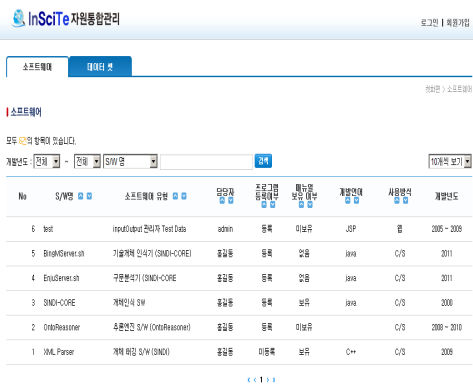 InSciTe 자원통합관리
로그인 | 회원가입
소프트웨어 데이터 셋
첫화면 > 소프트웨어
소프트웨어
모두 6건의 항목이 있습니다.
개발년도 : 전체 - 전체 S/W 명 검색 10개씩 보기
No S/W명 소프트웨어 유형 담당자 프로그램 등록여부 매뉴얼 보유 여부 개발언어 사용방식 개발년도
6 test inputOutput 관리자 Test Data admin 등록 미보유 JSP 웹 2005 ~ 2009
5 BingMServer.sh 기술개체 인식기 (SINDI-CORE) 홍길동 등록 없음 java C/S 2011
4 EnjuServer.sh 구문분석기 (SINDI-CORE 홍길동 등록 없음 java C/S 2011
3 SINDI-CORE 개체인식 SW 홍길동 등록 보유 java C/S 2000
2 OntoReasoner 추론엔진 S/W (OntoReasoner) 홍길동 등록 미보유 C/S 2008 ~ 2010
1 XML Parser 개체 태깅 S/W (SINDI) 홍길동 미등록 보유 C++ C/S 2009
1